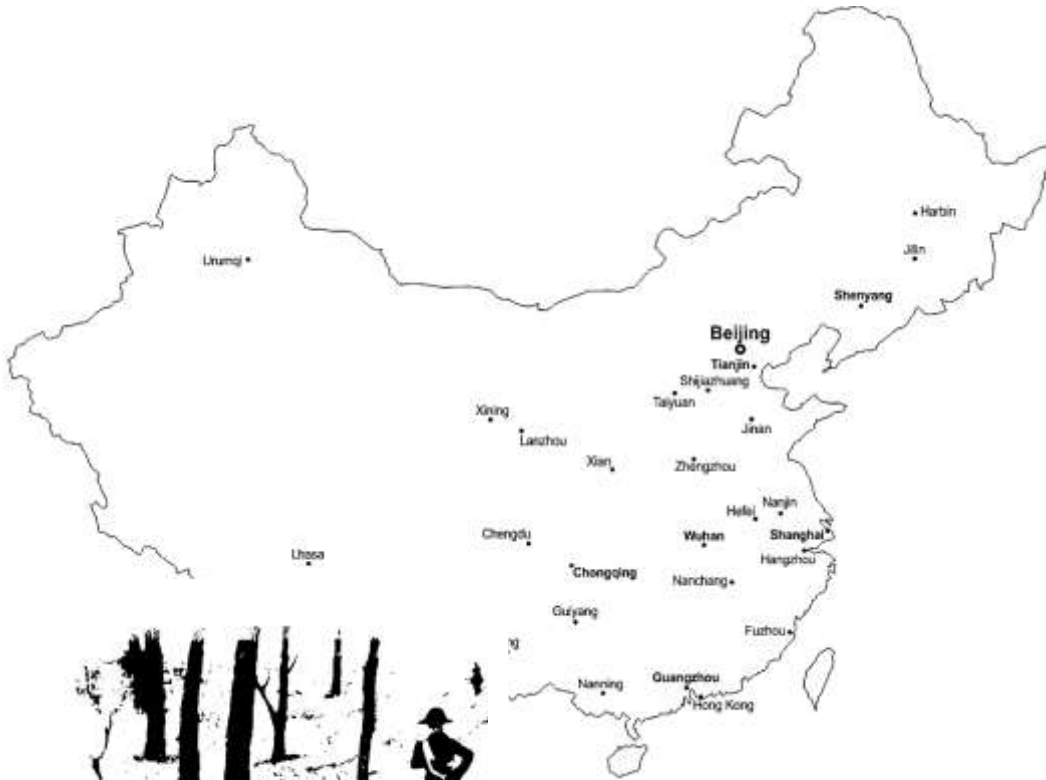 Harbin
Jilin
Urumqi
Shenyang
Beijing
Tianjin
Shijiazhuang
Taiyuan
Xining
Jinan
Lanzhou
Xian
Zhengzhou
Nanjin
Hefei
Chengdu
Wuhan
Shanghai
Hangzhou
Lhasa
Chongqing
Nanchang
Guiyang
Fuzhou
ng
Guangzhou
Nanning
Hong Kong